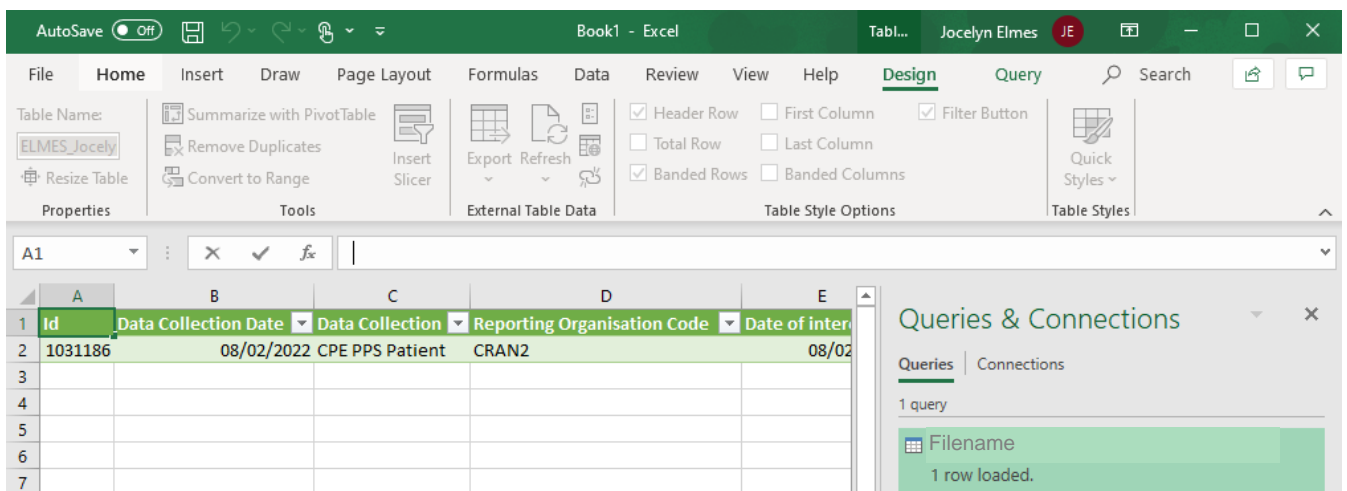 AutoSave Off Book1 - Excel Tabl... Jocelyn Elmes JE
File Home Insert Draw Page Layout Formulas Data Review View Help Design Query Search
Table Name:
ELMES_Jocely
Resize Table
Properties
Summarize with PivotTable
Remove Duplicates
Convert to Range
Tools
Insert
Slicer
Export Refresh
External Table Data
Header Row First Column Filter Button
Total Row Last Column
Banded Rows Banded Columns
Table Style Options
Quick
Styles
Table Styles
A1 fx
A B C D E
1 Id Data Collection Date Data Collection Reporting Organisation Code Date of inter
2 1031186 08/02/2022 CPE PPS Patient CRAN2 08/02
3
4
5
6
7
Queries & Connections
Queries Connections
1 query
Filename
1 row loaded.